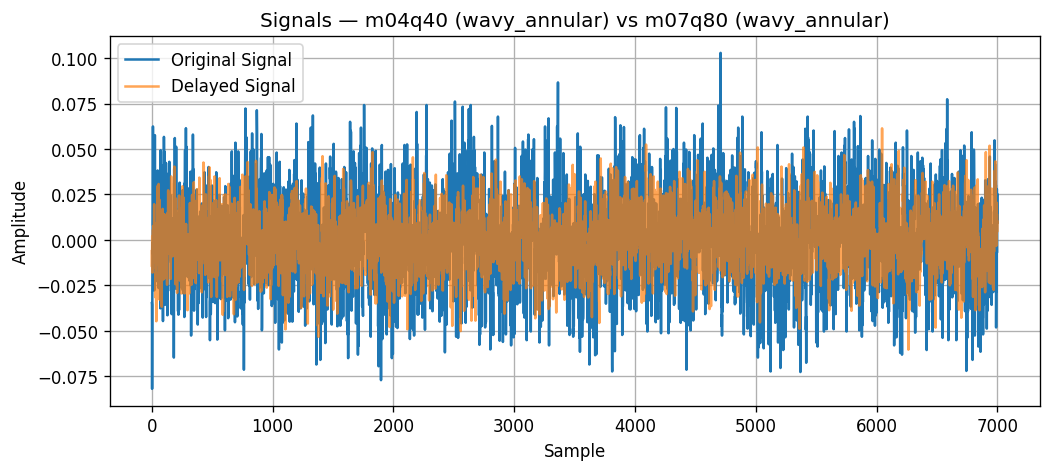 Signals — m04q40 (wavy_annular) vs m07q80 (wavy_annular)
Original Signal
Delayed Signal
0.100
0.075
0.050
0.025
0.000
−0.025
−0.050
−0.075
Amplitude
0 1000 2000 3000 4000 5000 6000 7000
Sample